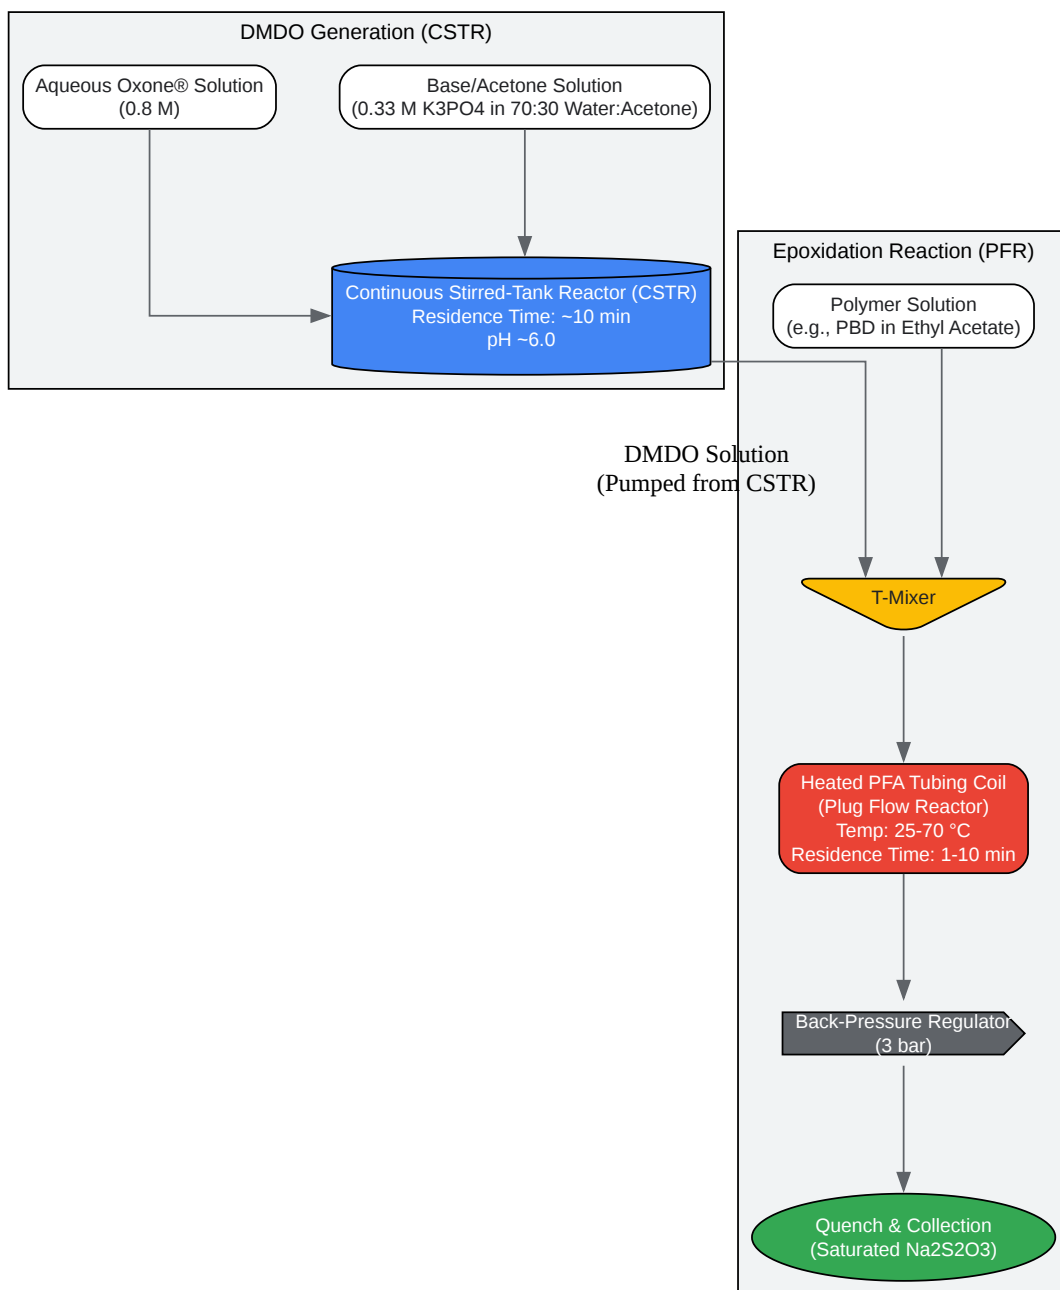 DMDO Generation (CSTR)
Aqueous Oxone® Solution
(0.8 M)
Base/Acetone Solution
(0.33 M K3PO4 in 70:30 Water:Acetone)
Continuous Stirred-Tank Reactor (CSTR)
Residence Time: ~10 min
pH ~6.0
Epoxidation Reaction (PFR)
Polymer Solution
(e.g., PBD in Ethyl Acetate)
DMDO Solution
(Pumped from CSTR)
T-Mixer
Heated PFA Tubing Coil
(Plug Flow Reactor)
Temp: 25-70 °C
Residence Time: 1-10 min
Back-Pressure Regulator
(3 bar)
Quench & Collection
(Saturated Na2S2O3)